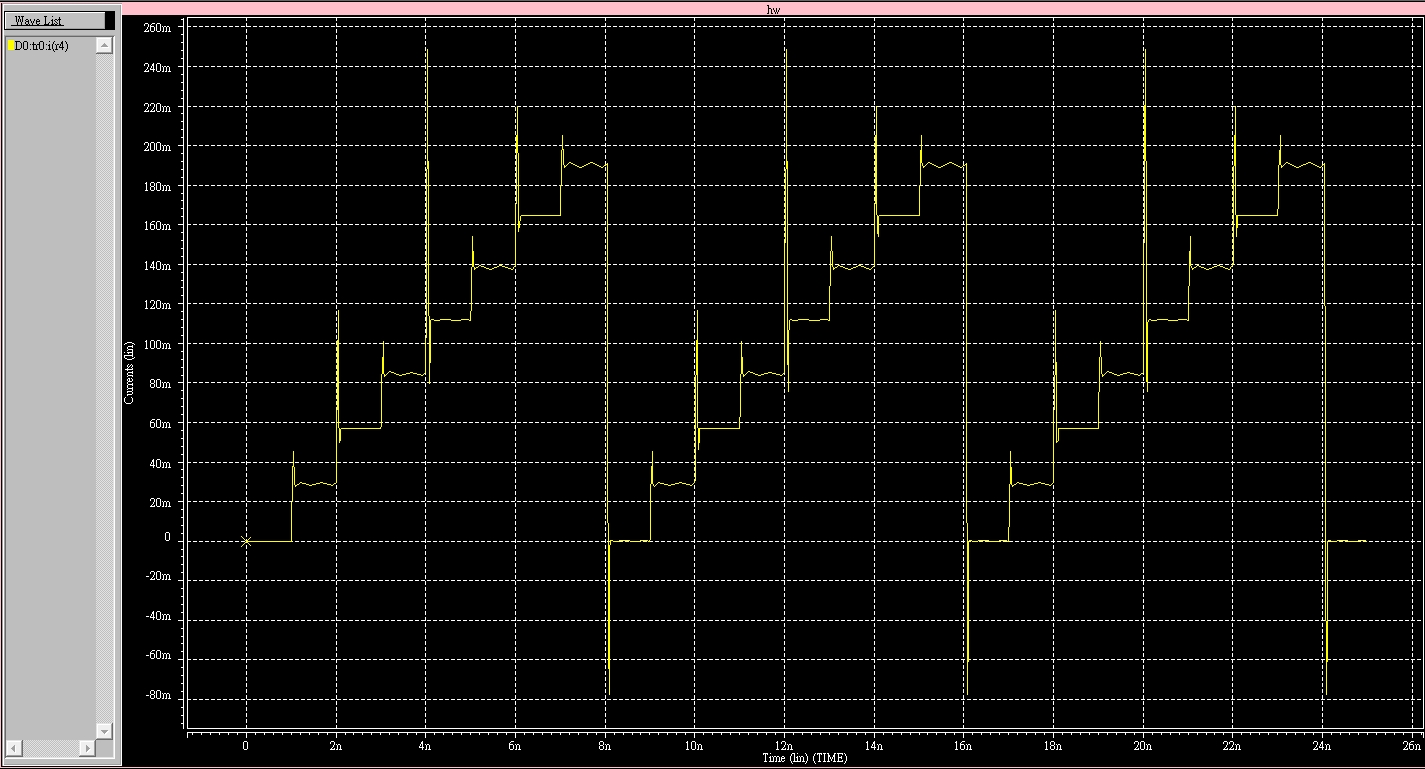 hw
Wave List
D0:tr0:i(r4)
260m
240m
220m
200m
180m
160m
140m
120m
100m
80m
60m
40m
20m
0
-20m
-40m
-60m
-80m
Currents (lin)
0 2n 4n 6n 8n 10n 12n 14n 16n 18n 20n 22n 24n 26n
Time (lin) (TIME)